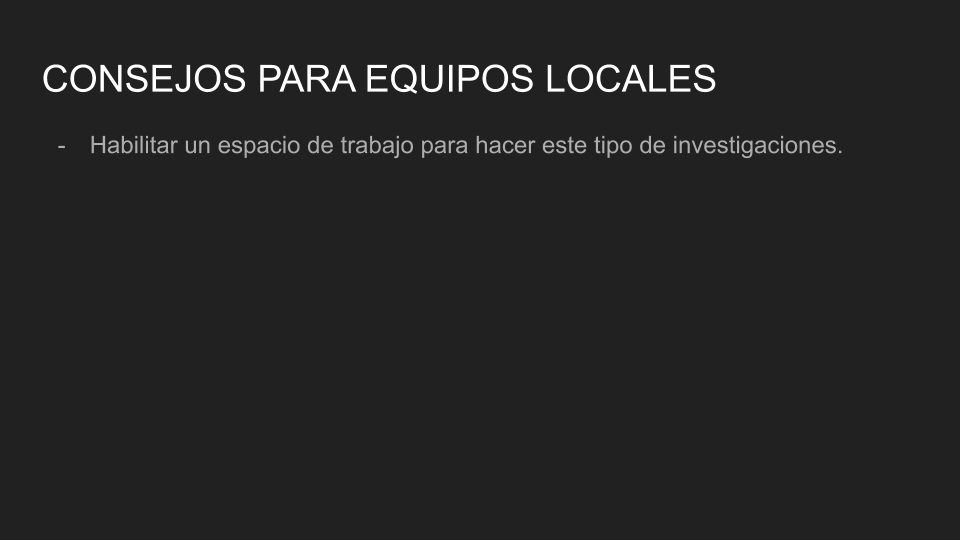 CONSEJOS PARA EQUIPOS LOCALES
- Habilitar un espacio de trabajo para hacer este tipo de investigaciones.